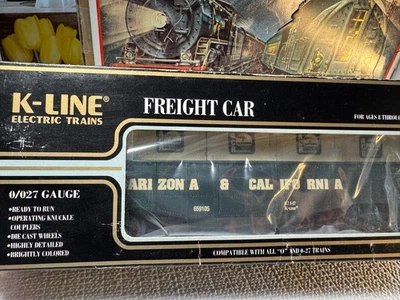 K-LINE®
ELECTRIC TRAINS
FREIGHT CAR
FOR AGES 8 THROUGH
0/027 GAUGE
•READY TO RUN
•OPERATING KNUCKLE
COUPLERS
•DIE CAST WHEELS
•HIGHLY DETAILED
•BRIGHTLY COLORED
ARIZONA & CALIFORNIA
COMPATIBLE WITH ALL "O" AND 0-27 TRAINS